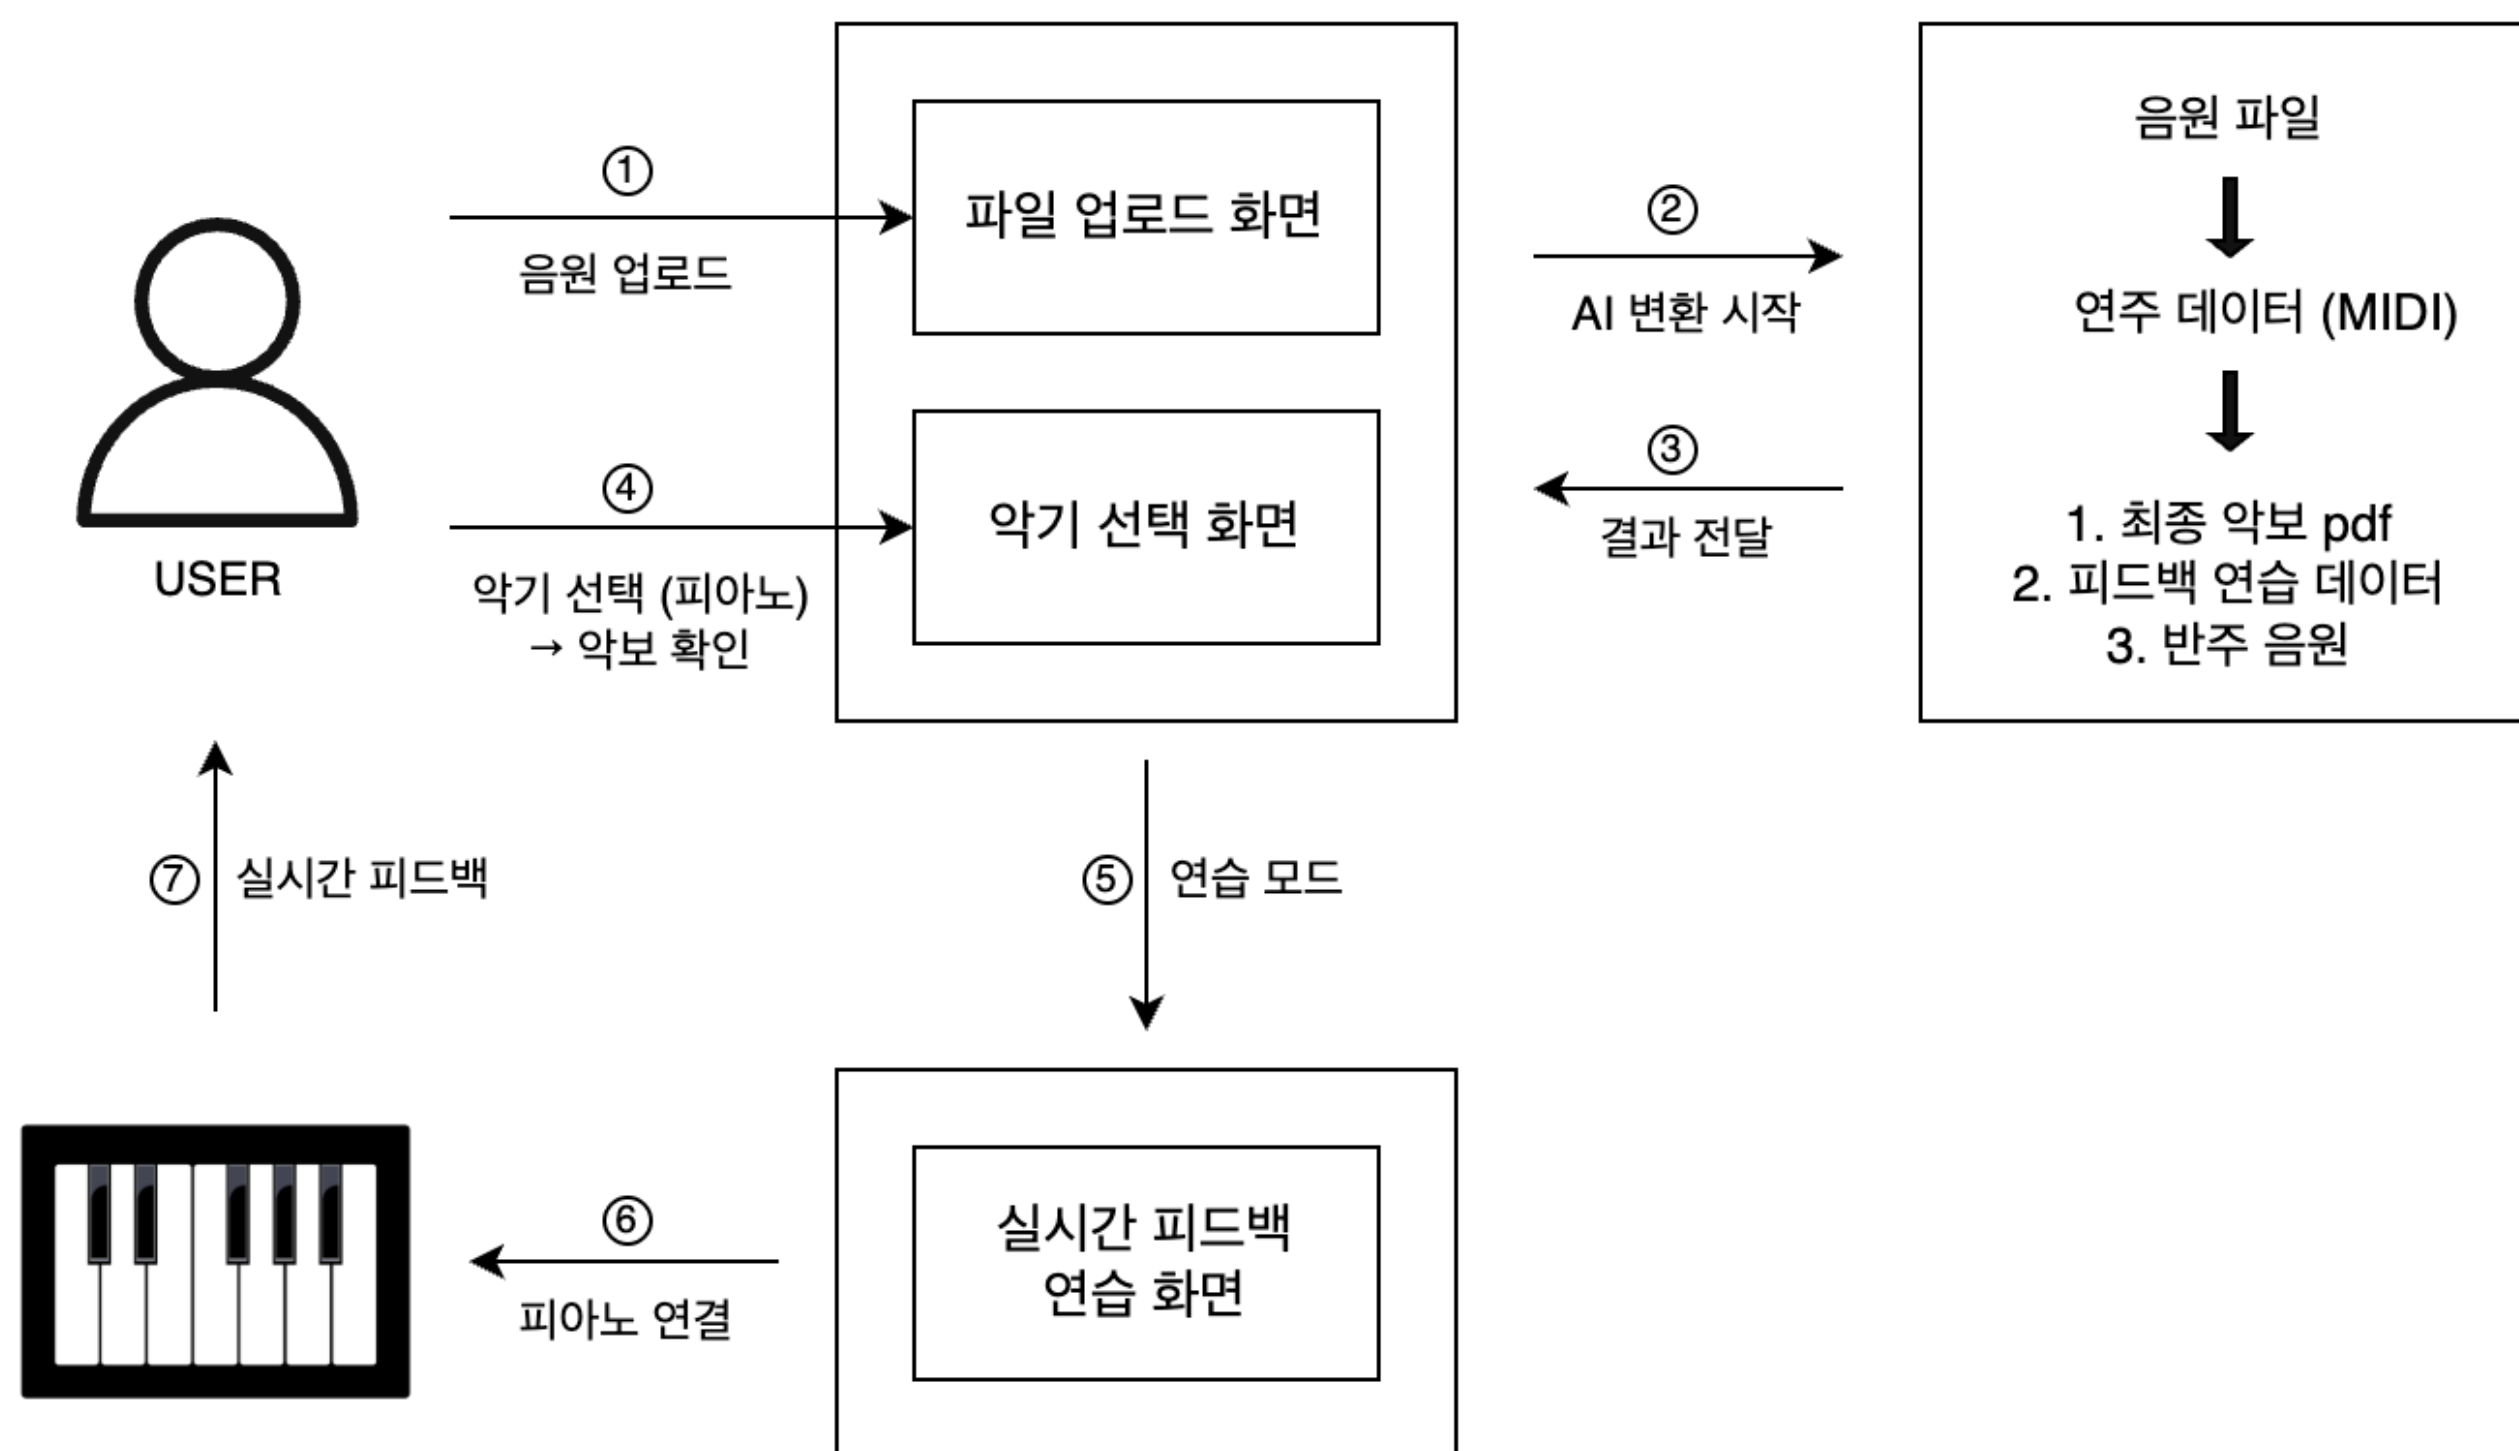 ①
음원 업로드
파일 업로드 화면
②
AI 변환 시작
음원 파일
연주 데이터 (MIDI)
1. 최종 악보 pdf
2. 피드백 연습 데이터
3. 반주 음원
③
결과 전달
USER
④
악기 선택 (피아노)
→ 악보 확인
악기 선택 화면
⑤
연습 모드
실시간 피드백
연습 화면
⑥
피아노 연결
⑦
실시간 피드백